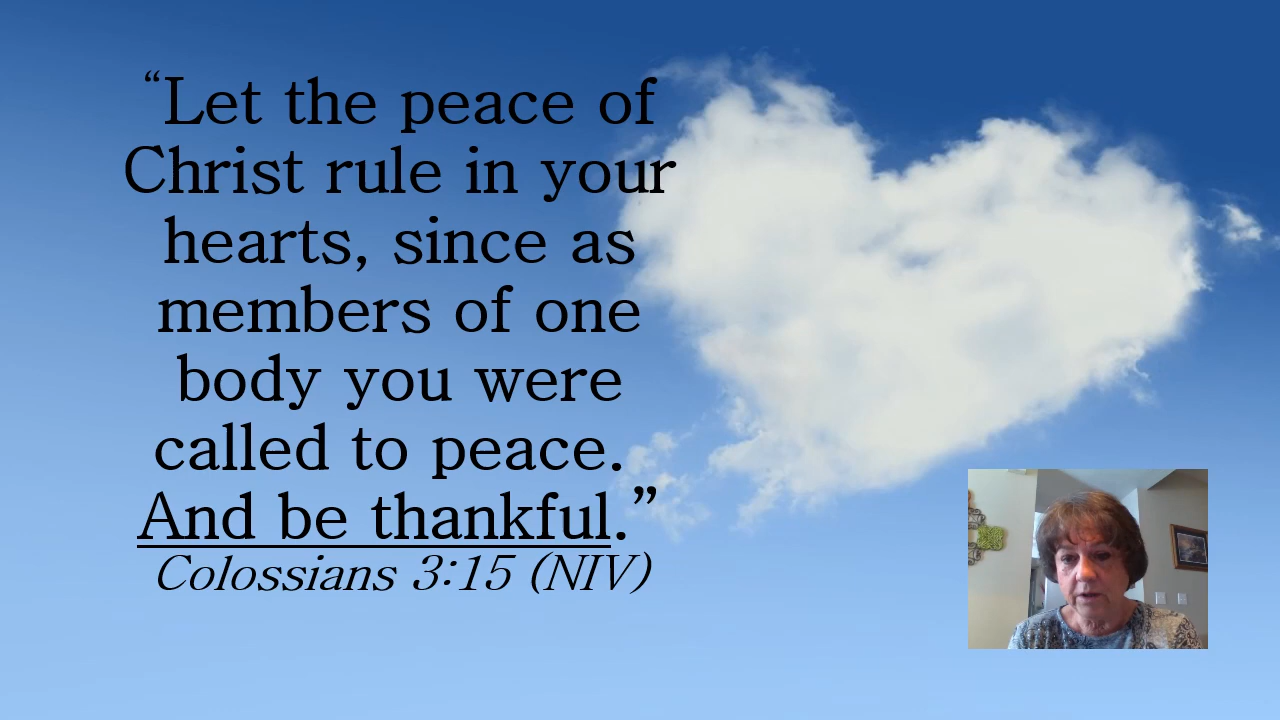 “Let the peace of
Christ rule in your
hearts, since as
members of one
body you were
called to peace.
And be thankful.”
Colossians 3:15 (NIV)